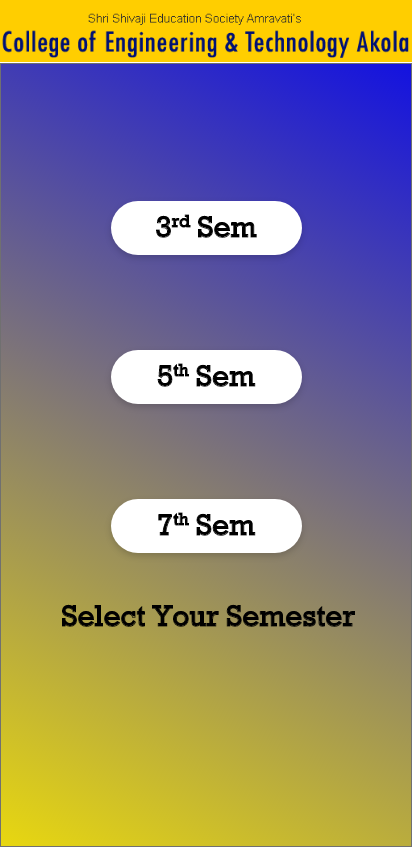 Shri Shivaji Education Society Amravati's
College of Engineering & Technology Akola
3rd Sem
5th Sem
7th Sem
Select Your Semester